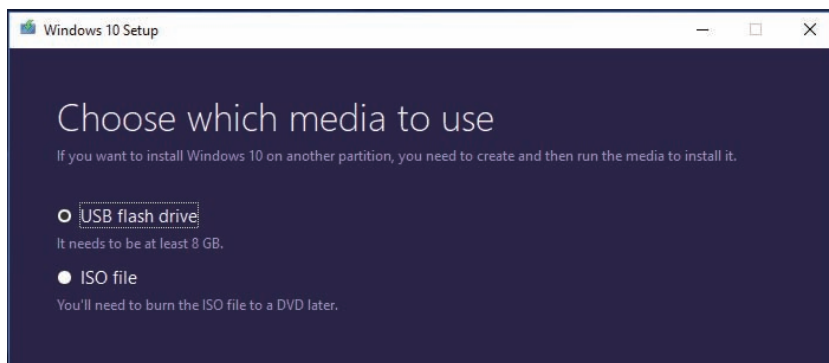 Windows 10 Setup
Choose which media to use
If you want to install Windows 10 on another partition, you need to create and then run the media to install it.
USB flash drive
It needs to be at least 8 GB.
ISO file
You'll need to burn the ISO file to a DVD later.